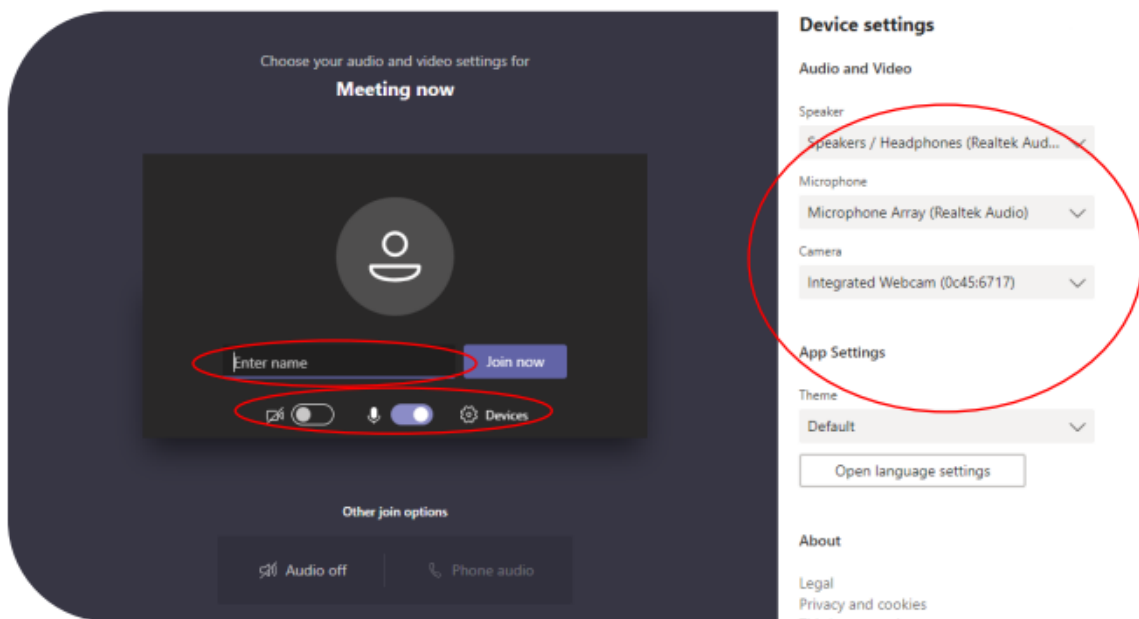 Choose your audio and video settings for
Meeting now
Enter name
Join now
Devices
Other join options
Audio off
Phone audio
Device settings
Audio and Video
Speaker
Speakers / Headphones (Realtek Aud...
Microphone
Microphone Array (Realtek Audio)
Camera
Integrated Webcam (0c45:6717)
App Settings
Theme
Default
Open language settings
About
Legal
Privacy and cookies